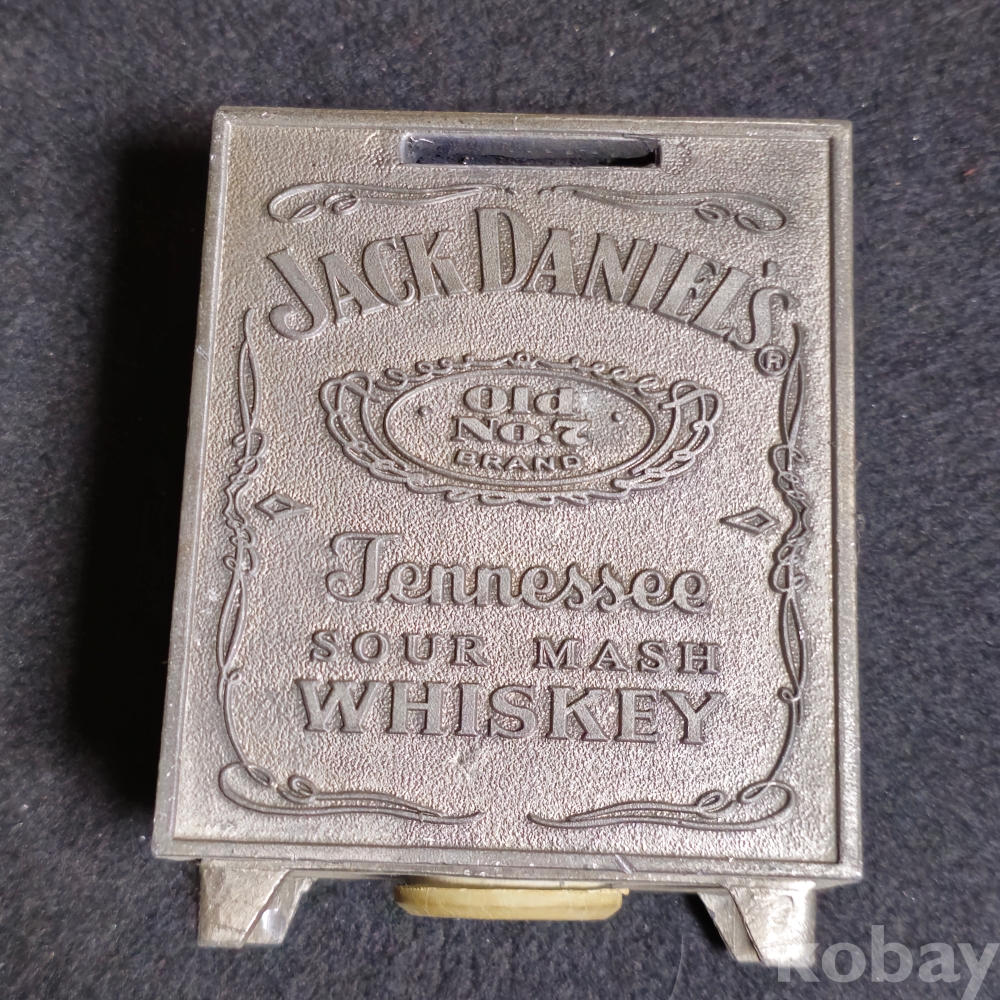 JACK DANIEL'S ®
Old
No.7
BRAND
Tennessee
SOUR MASH
WHISKEY
kobay